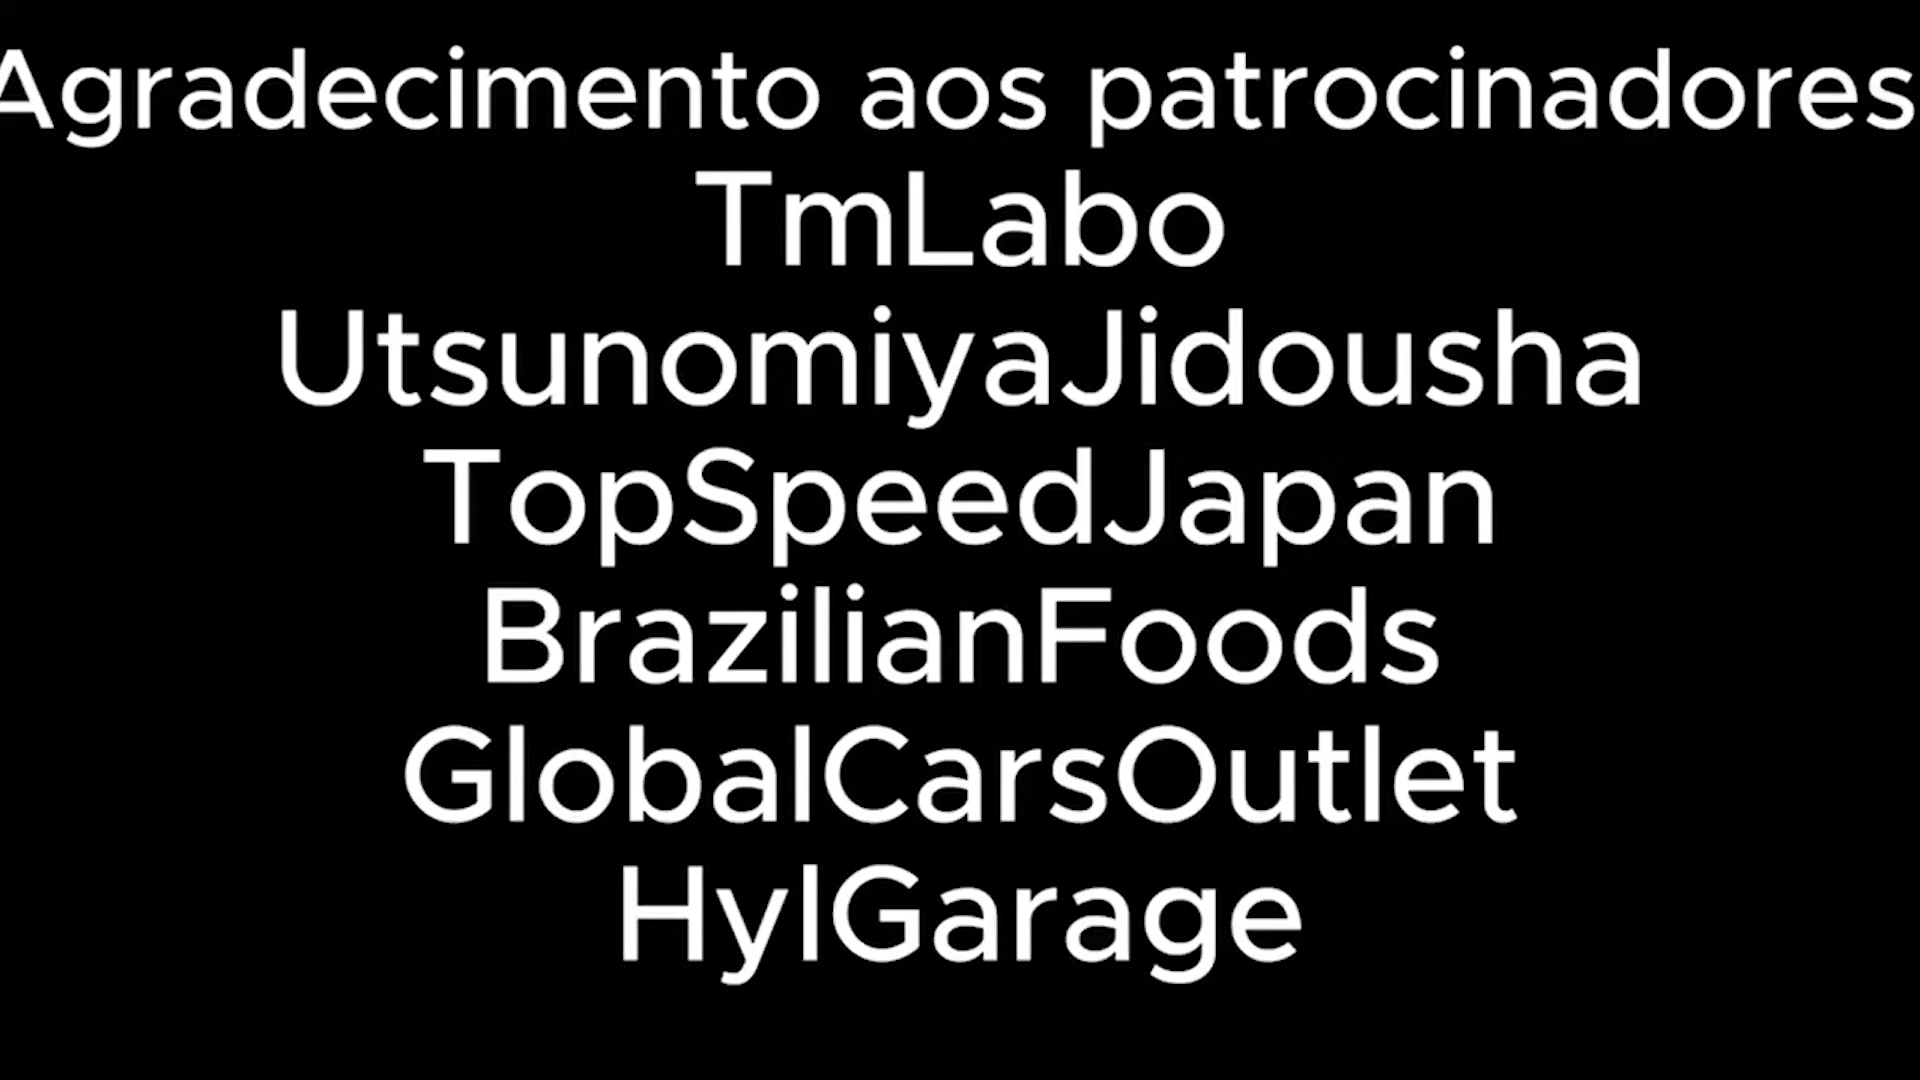 Agradecimento aos patrocinadores
TmLabo
UtsunomiyaJidousha
TopSpeedJapan
BrazilianFoods
GlobalCarsOutlet
HylGarage